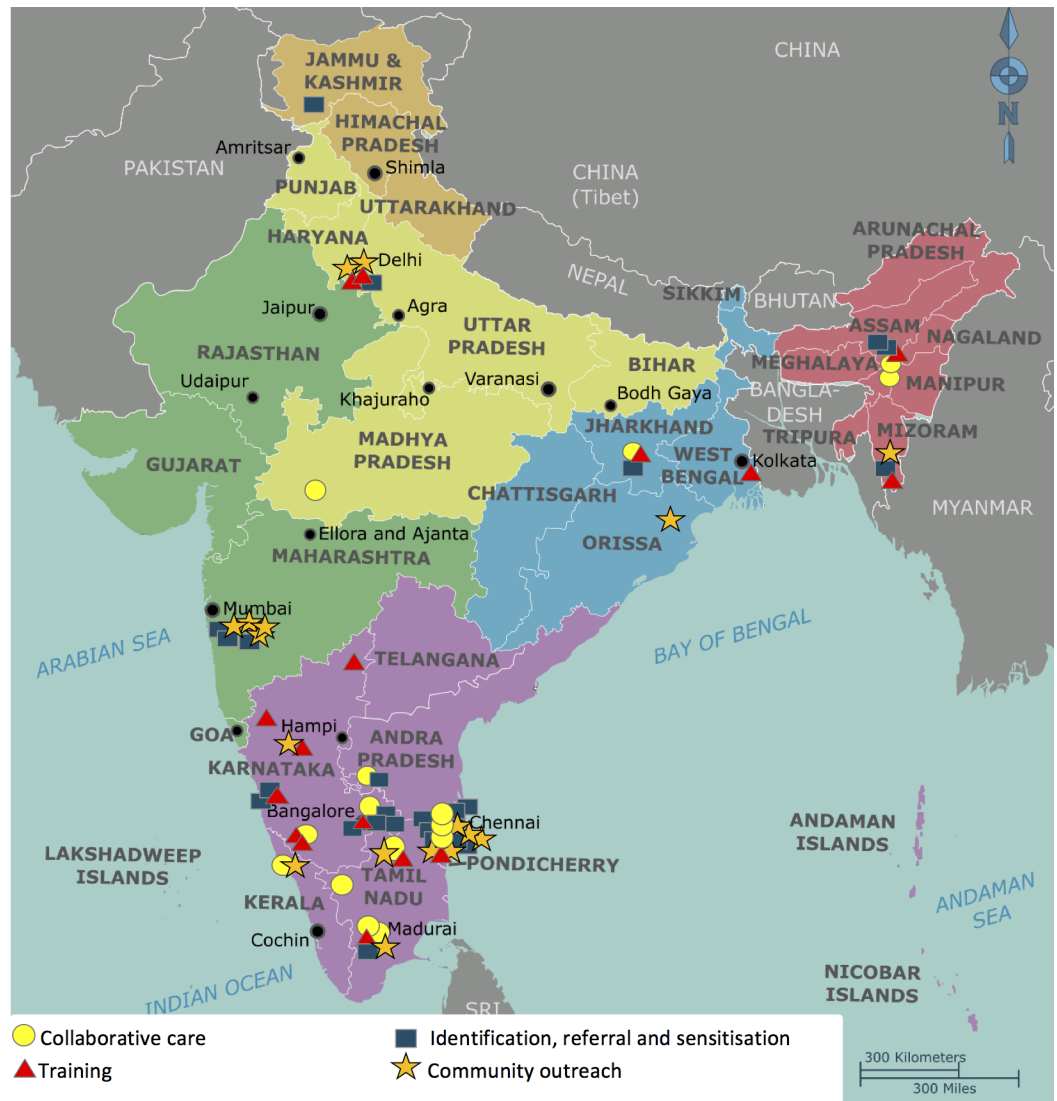 CHINA
JAMMU &
KASHMIR
N
HIMACHAL
PRADESH
Amritsar
PAKISTAN
Shimla
CHINA
(Tibet)
PUNJAB
UTTARAKHAND
HARYANA
ARUNACHAL
PRADESH
Delhi
NEPAL
SIKKIM
BHUTAN
Jaipur
Agra
ASSAM
NAGALAND
UTTAR
PRADESH
RAJASTHAN
BIHAR
MEGHALAYA
Udaipur
Varanasi
MANIPUR
Khajuraho
Bodh Gaya
BANGLA-
DESH
JHARKHAND
MADHYA
PRADESH
TRIPURA
MIZORAM
GUJARAT
WEST
BENGAL
Kolkata
CHATTISGARH
MYANMAR
Ellora and Ajanta
ORISSA
MAHARASHTRA
Mumbai
ARABIAN SEA
BAY OF BENGAL
TELANGANA
GOA
Hampi
ANDRA
PRADESH
KARNATAKA
Bangalore
Chennai
ANDAMAN
ISLANDS
LAKSHADWEEP
ISLANDS
PONDICHERRY
TAMIL
NADU
KERALA
ANDAMAN
SEA
Cochin
Madurai
INDIAN OCEAN
NICOBAR
ISLANDS
SRI
Collaborative care
Identification, referral and sensitisation
Training
Community outreach
300 Kilometers
300 Miles